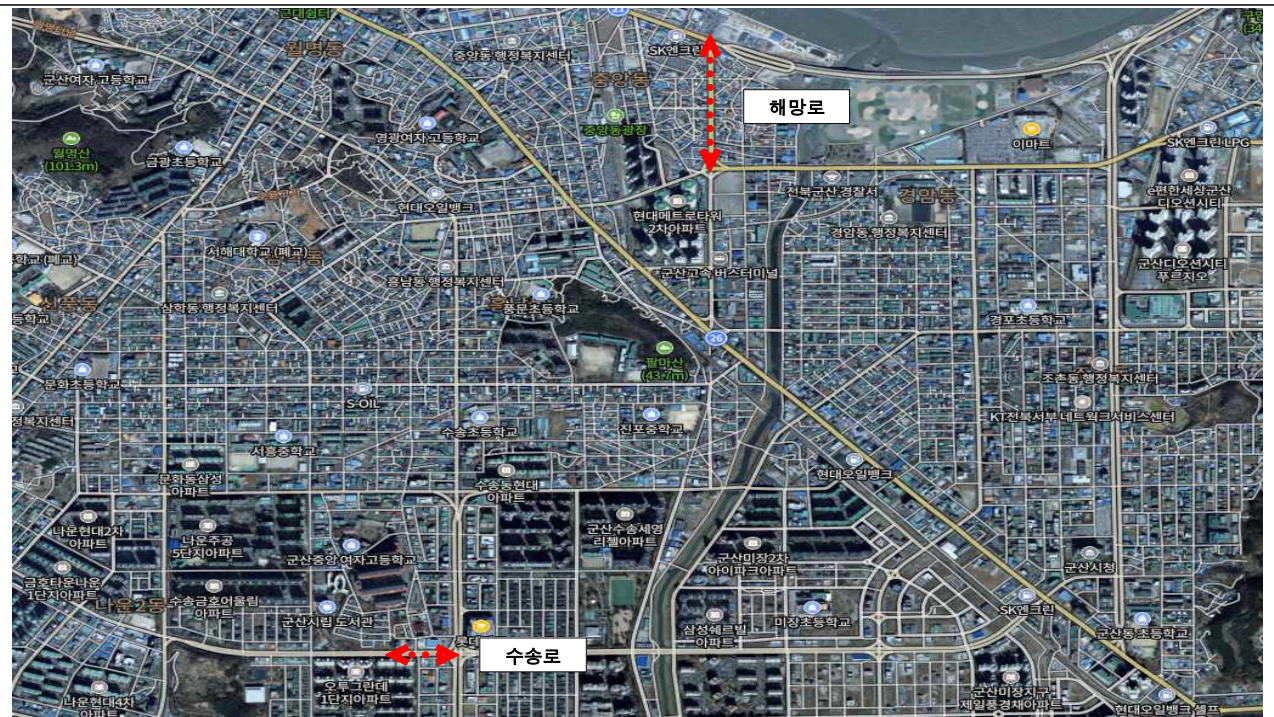 근대쉼터
21
월명동
중앙동 행정복지센터
SK엔크린
군산여자 고등학교
중앙동
해망로
중앙동광장
영광여자 고등학교
이마트
SK엔크린 LPG
월명산
(101.3m)
금광초등학교
전북군산 경찰서
경암동
e편한세상군산
디오션시티
현대오일뱅크
현대메트로타워
2차아파트
경암동 행정복지센터
서해대학교 (폐교)
군산고속 버스터미널
군산디오션시티
푸르지오
흥남동 행정복지센터
신풍동
삼학동 행정복지센터
풍문초등학교
경포초등학교
26
팔마산
(43.7m)
문화초등학교
조촌동 행정복지센터
S-OIL
KT전북서부 네트워크서비스센터
수송초등학교
진포중학교
서흥중학교
현대오일뱅크
문화동삼성
아파트
수송동현대
아파트
나운현대2차
아파트
나운주공
5단지아파트
군산수송세영
리첼아파트
군산중앙 여자고등학교
군산미장2차
아이파크아파트
군산시청
금호타운나운
1단지아파트
나운2동
수송금호어울림
아파트
SK엔크린
군산시립 도서관
삼성쉐르빌
아파트
미장초등학교
군산동 초등학교
수송로
오투그란데
1단지아파트
나운현대4차
아파트
군산미장지구
제일풍경채아파트
현대오일뱅크 셀프